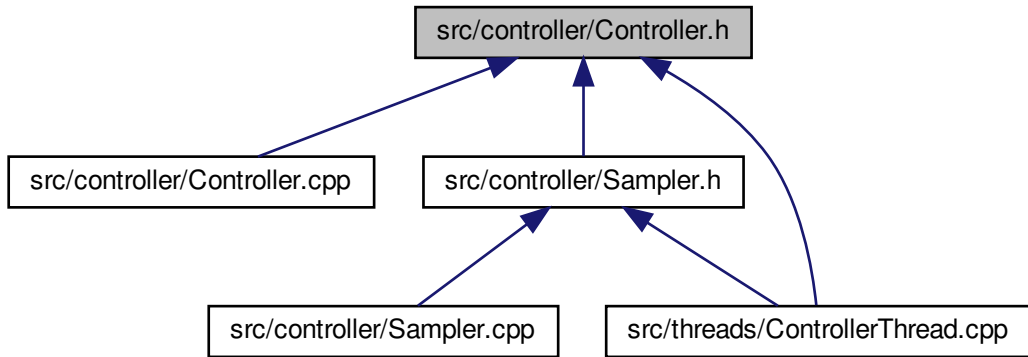 src/controller/Controller.h
src/controller/Controller.cpp
src/controller/Sampler.h
src/controller/Sampler.cpp
src/threads/ControllerThread.cpp